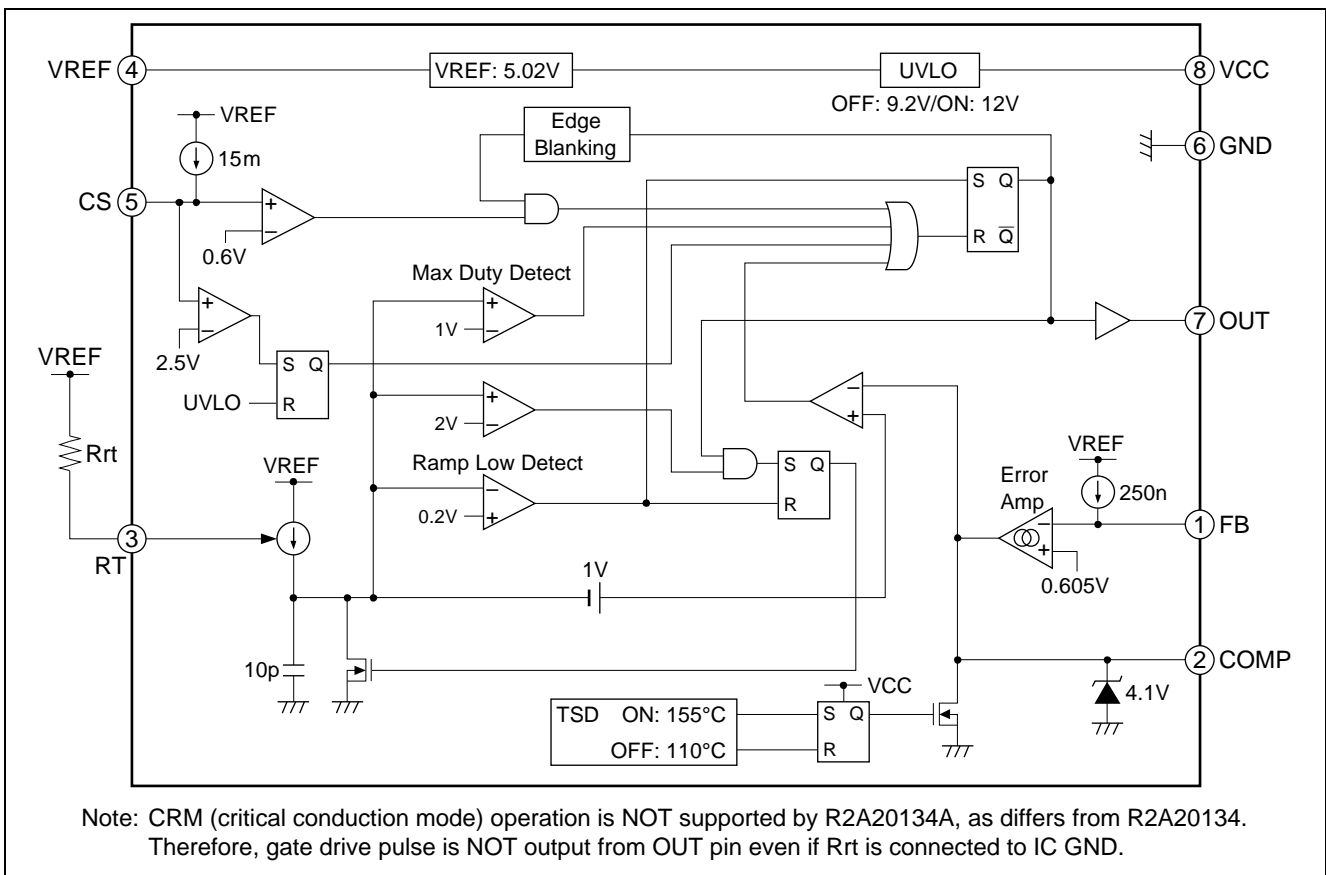 VREF 4 VREF: 5.02V UVLO 8 VCC
OFF: 9.2V/ON: 12V
VREF
Edge
Blanking
6 GND
15m
S Q
CS 5
+
−
R Q
0.6V
Max Duty Detect
+
+
−
1V −
7 OUT
2.5V
VREF
S Q
−
UVLO R
+
+
2V −
VREF
Rrt
Ramp Low Detect
S Q
VREF
−
Error
Amp
250n
0.2V +
R
−
1 FB
3
+
RT
0.605V
1V
2 COMP
10p
VCC
4.1V
TSD ON: 155°C
S Q
OFF: 110°C
R
Note: CRM (critical conduction mode) operation is NOT supported by R2A20134A, as differs from R2A20134.
Therefore, gate drive pulse is NOT output from OUT pin even if Rrt is connected to IC GND.